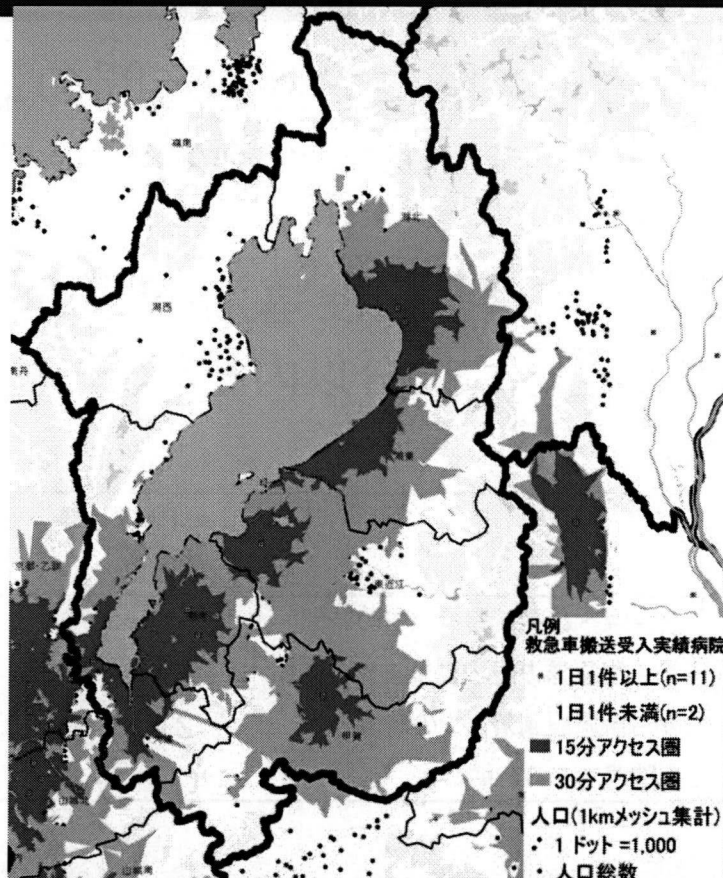 湖北
湖西
東近江
甲賀
京都・乙訓
凡例
救急車搬送受入実績病院
1日1件以上(n=11)
1日1件未満(n=2)
15分アクセス圏
30分アクセス圏
人口(1kmメッシュ集計)
1 ドット =1,000
人口総数